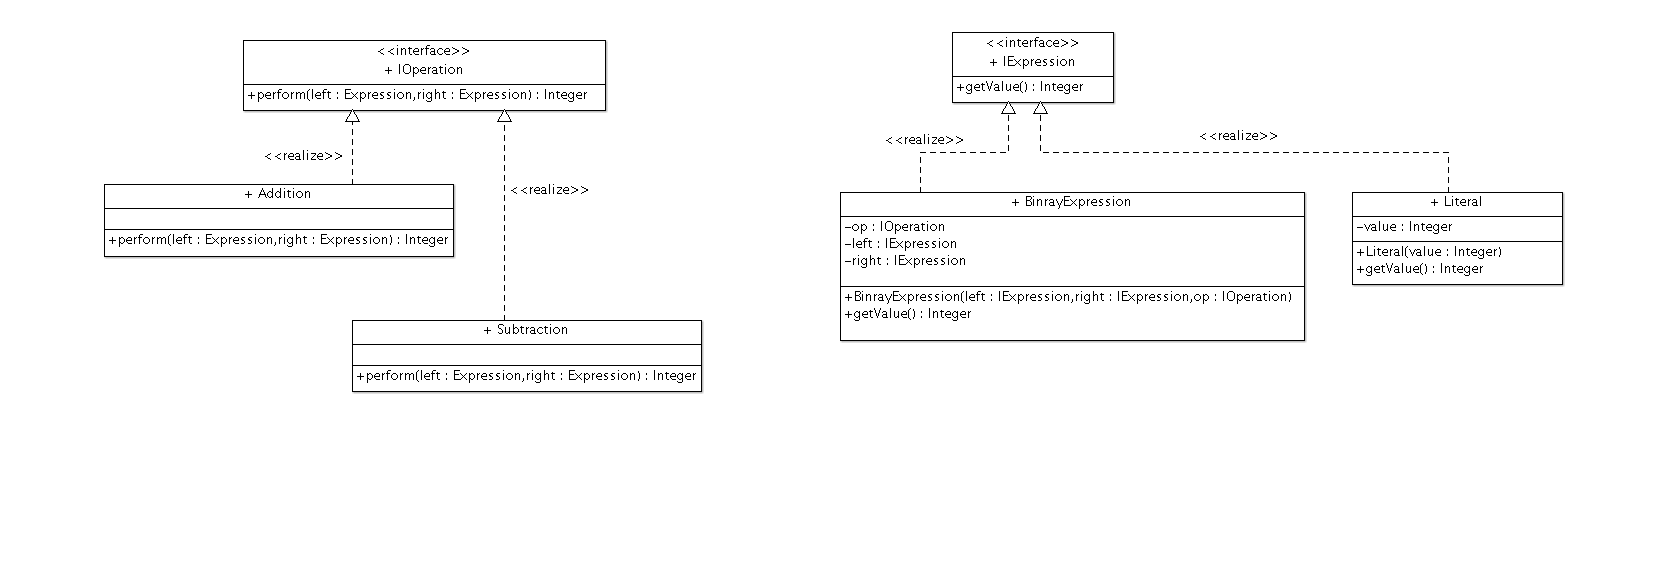 <<interface>>
+ IOperation
+perform(left : Expression,right : Expression) : Integer
<<realize>>
+ Addition
+perform(left : Expression,right : Expression) : Integer
<<realize>>
+ Subtraction
+perform(left : Expression,right : Expression) : Integer
<<interface>>
+ IExpression
+getValue() : Integer
<<realize>>
<<realize>>
+ BinrayExpression
-op : IOperation
-left : IExpression
-right : IExpression
+BinrayExpression(left : IExpression,right : IExpression,op : IOperation)
+getValue() : Integer
+ Literal
-value : Integer
+Literal(value : Integer)
+getValue() : Integer